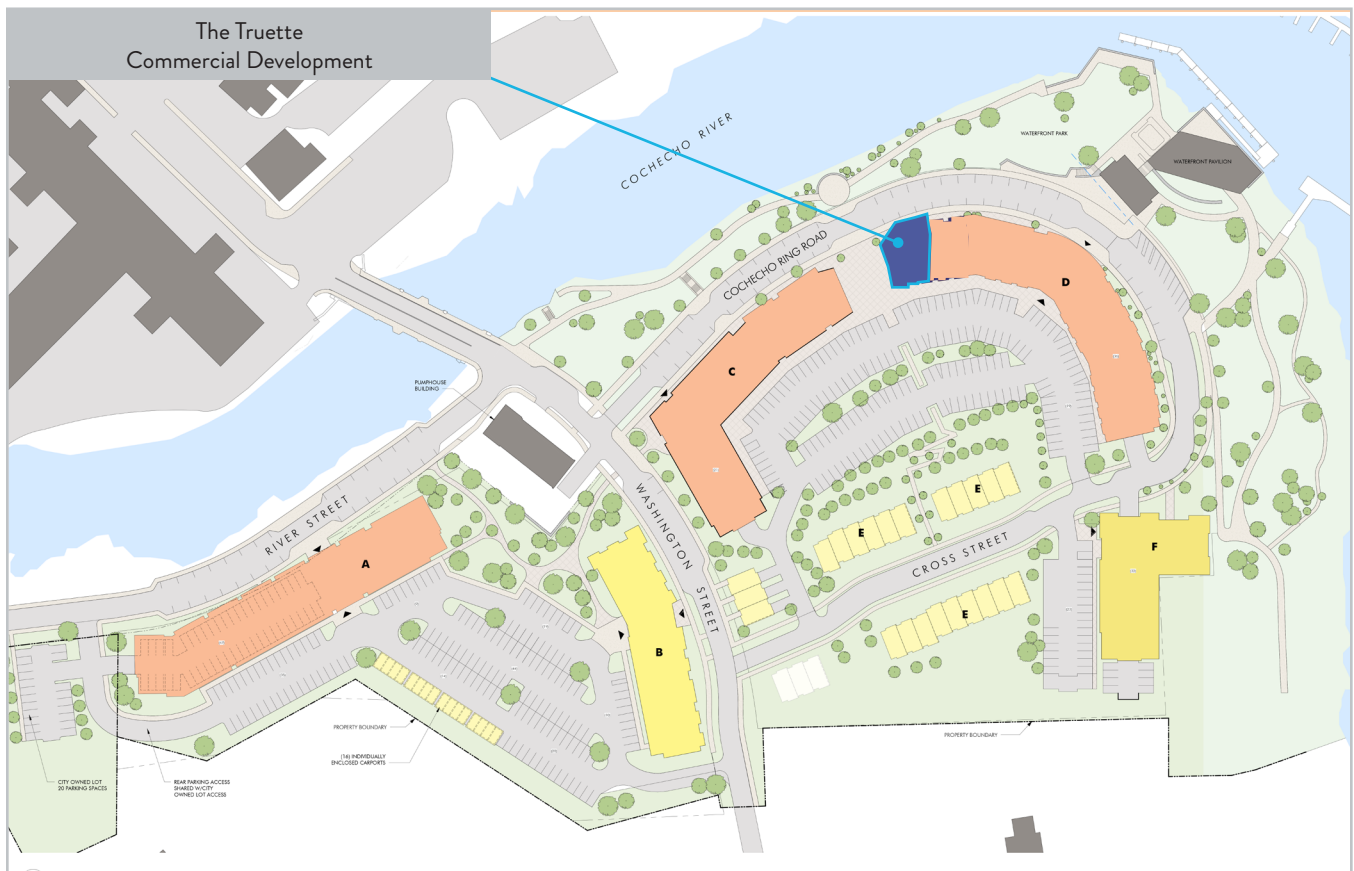 The Truette
Commercial Development
COCHECHO RIVER
WATERFRONT PARK
WATERFRONT PAVILION
COCHECHO RING ROAD
D
C
PUMPHOUSE
BUILDING
RIVER STREET
WASHINGTON STREET
E
E
CROSS STREET
F
A
E
B
PROPERTY BOUNDARY
PROPERTY BOUNDARY
(16) INDIVIDUALLY
ENCLOSED CARPORTS
CITY OWNED LOT
20 PARKING SPACES
REAR PARKING ACCESS
SHARED W/CITY
OWNED LOT ACCESS